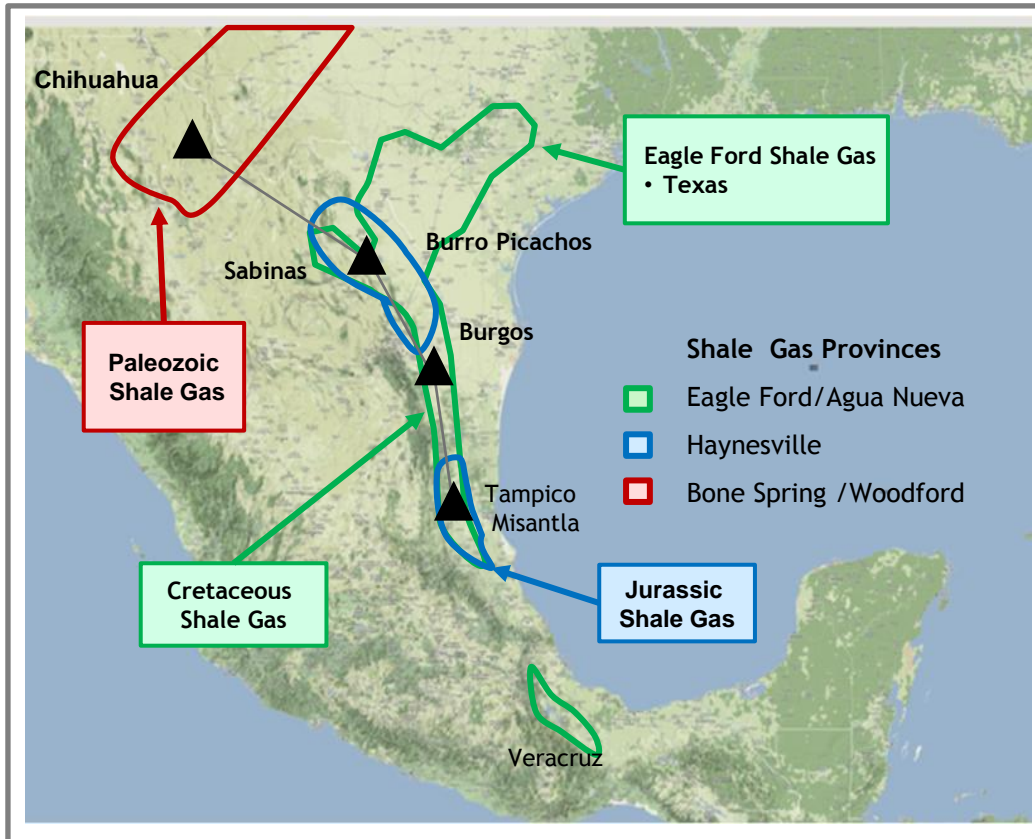 Chihuahua
Eagle Ford Shale Gas
• Texas
Burro Picachos
Sabinas
Burgos
Paleozoic
Shale Gas
Shale Gas Provinces
Eagle Ford/Agua Nueva
Haynesville
Bone Spring /Woodford
Tampico
Misantla
Cretaceous
Shale Gas
Jurassic
Shale Gas
Veracruz